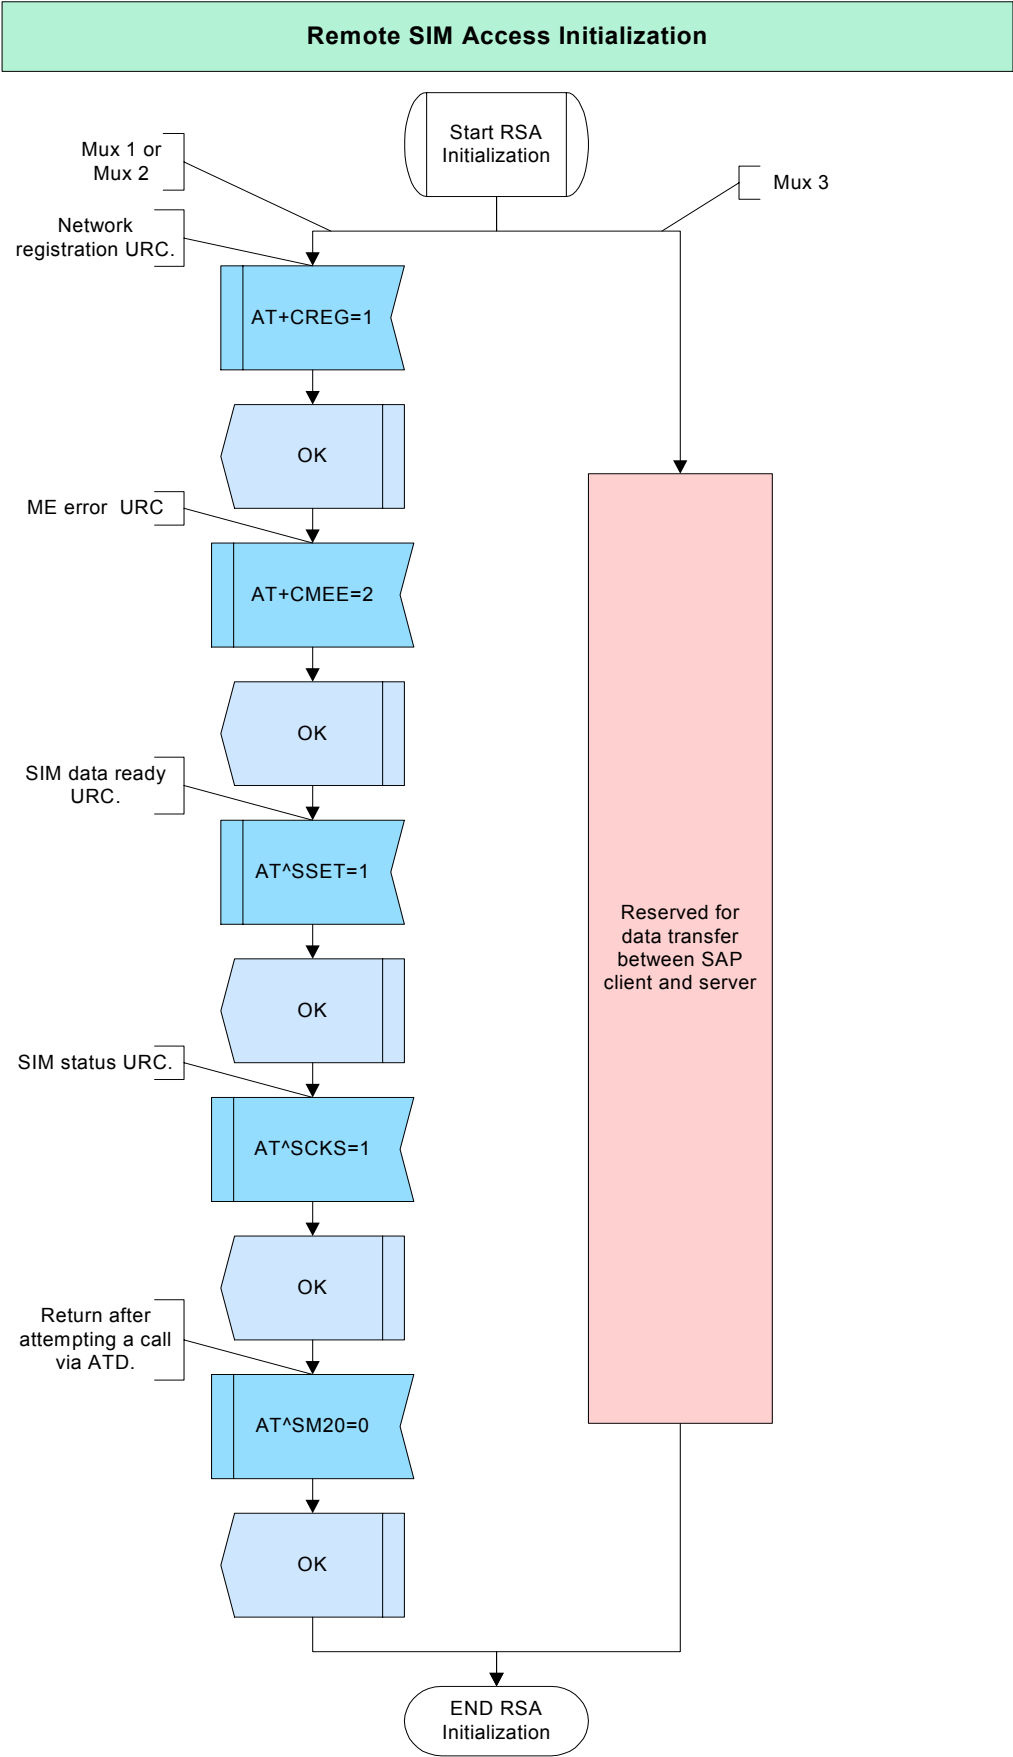 Remote SIM Access Initialization
Start RSA
Initialization
Mux 1 or
Mux 2
Mux 3
Network
registration URC.
AT+CREG=1
OK
ME error URC
AT+CMEE=2
OK
SIM data ready
URC.
AT^SSET=1
Reserved for
data transfer
between SAP
client and server
OK
SIM status URC.
AT^SCKS=1
OK
Return after
attempting a call
via ATD.
AT^SM20=0
OK
END RSA
Initialization